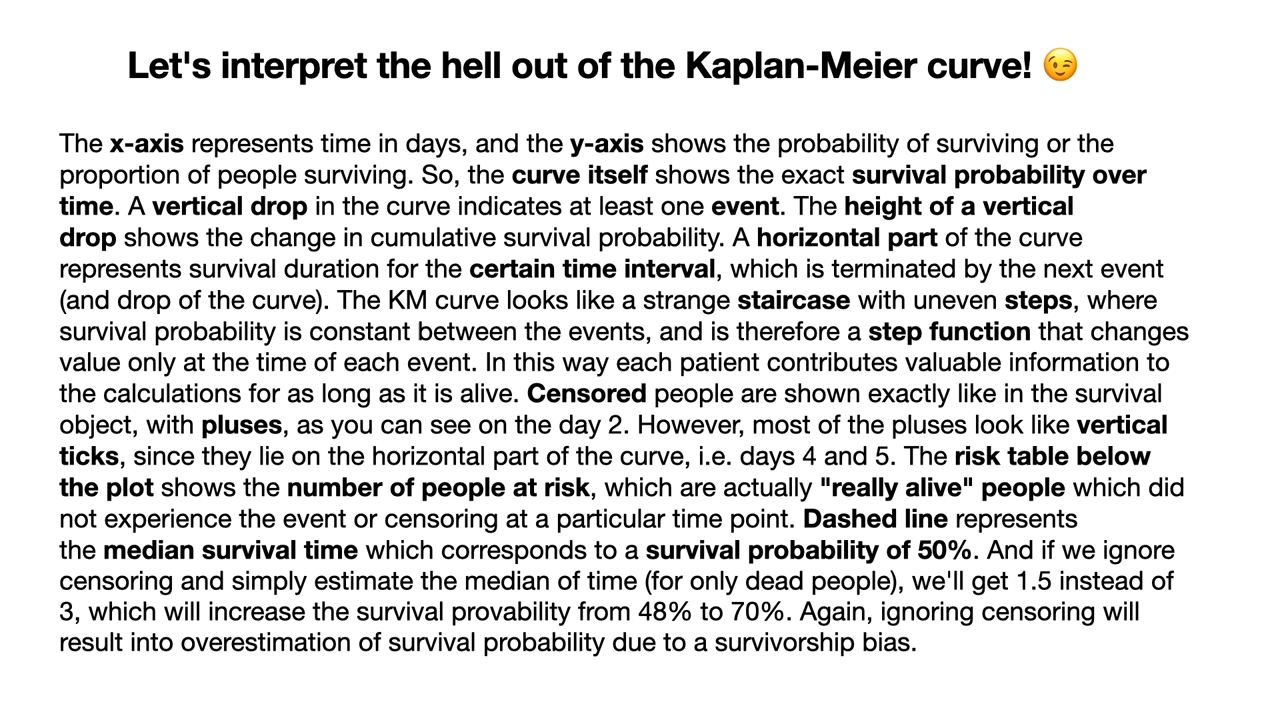 Let's interpret the hell out of the Kaplan-Meier curve! 😉
The x-axis represents time in days, and the y-axis shows the probability of surviving or the
proportion of people surviving. So, the curve itself shows the exact survival probability over
time. A vertical drop in the curve indicates at least one event. The height of a vertical
drop shows the change in cumulative survival probability. A horizontal part of the curve
represents survival duration for the certain time interval, which is terminated by the next event
(and drop of the curve). The KM curve looks like a strange staircase with uneven steps, where
survival probability is constant between the events, and is therefore a step function that changes
value only at the time of each event. In this way each patient contributes valuable information to
the calculations for as long as it is alive. Censored people are shown exactly like in the survival
object, with pluses, as you can see on the day 2. However, most of the pluses look like vertical
ticks, since they lie on the horizontal part of the curve, i.e. days 4 and 5. The risk table below
the plot shows the number of people at risk, which are actually "really alive" people which did
not experience the event or censoring at a particular time point. Dashed line represents
the median survival time which corresponds to a survival probability of 50%. And if we ignore
censoring and simply estimate the median of time (for only dead people), we'll get 1.5 instead of
3, which will increase the survival provability from 48% to 70%. Again, ignoring censoring will
result into overestimation of survival probability due to a survivorship bias.